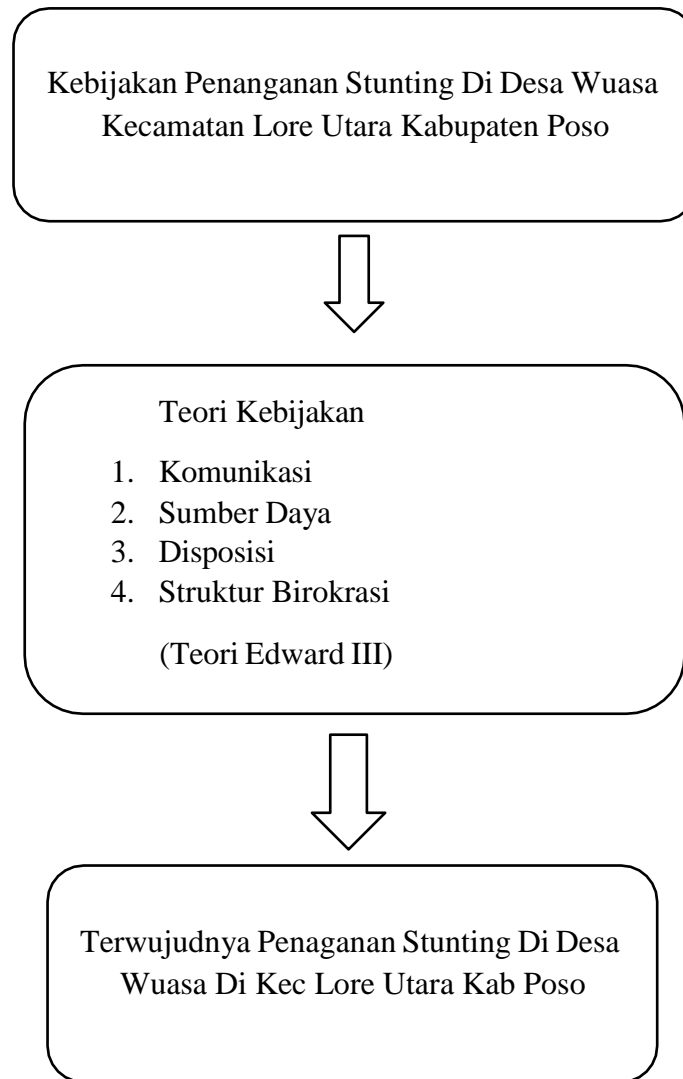 Kebijakan Penanganan Stunting Di Desa Wuasa
Kecamatan Lore Utara Kabupaten Poso
Teori Kebijakan
1. Komunikasi
2. Sumber Daya
3. Disposisi
4. Struktur Birokrasi
(Teori Edward III)
Terwujudnya Penaganan Stunting Di Desa
Wuasa Di Kec Lore Utara Kab Poso